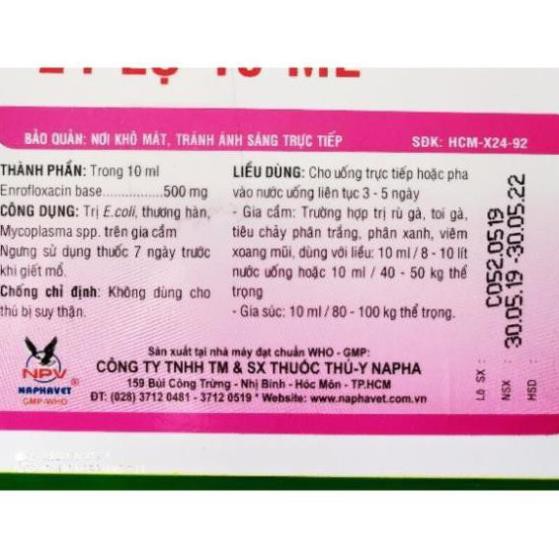 24 LỌ 10 ML
BẢO QUẢN: NƠI KHÔ MÁT, TRÁNH ÁNH SÁNG TRỰC TIẾP
SĐK: HCM-X24-92
THÀNH PHẦN: Trong 10 ml
Enrofloxacin base..................500 mg
CÔNG DỤNG: Trị E.coli, thương hàn,
Mycoplasma spp. trên gia cầm
Ngưng sử dụng thuốc 7 ngày trước
khi giết mổ.
Chống chỉ định: Không dùng cho
thú bị suy thận.
LIỀU DÙNG: Cho uống trực tiếp hoặc pha
vào nước uống liên tục 3 - 5 ngày
- Gia cầm: Trường hợp trị rù gà, toi gà,
tiêu chảy phân trắng, phân xanh, viêm
xoang mũi, dùng với liều: 10 ml / 8 - 10 lít
nước uống hoặc 10 ml / 40 - 50 kg thể
trọng
- Gia súc: 10 ml / 80 - 100 kg thể trọng.
Lô SX : C052.0519
NSX : 30.05.19
HSD : -30.05.22
NPV
NAPHAVET
GMP-WHO
®
Sản xuất tại nhà máy đạt chuẩn WHO - GMP:
CÔNG TY TNHH TM & SX THUỐC THÚ-Y NAPHA
159 Bùi Công Trừng - Nhị Bình - Hóc Môn - TP.HCM
ĐT: (028) 3712 0481 - 3712 0519 * Website: www.naphavet.com.vn